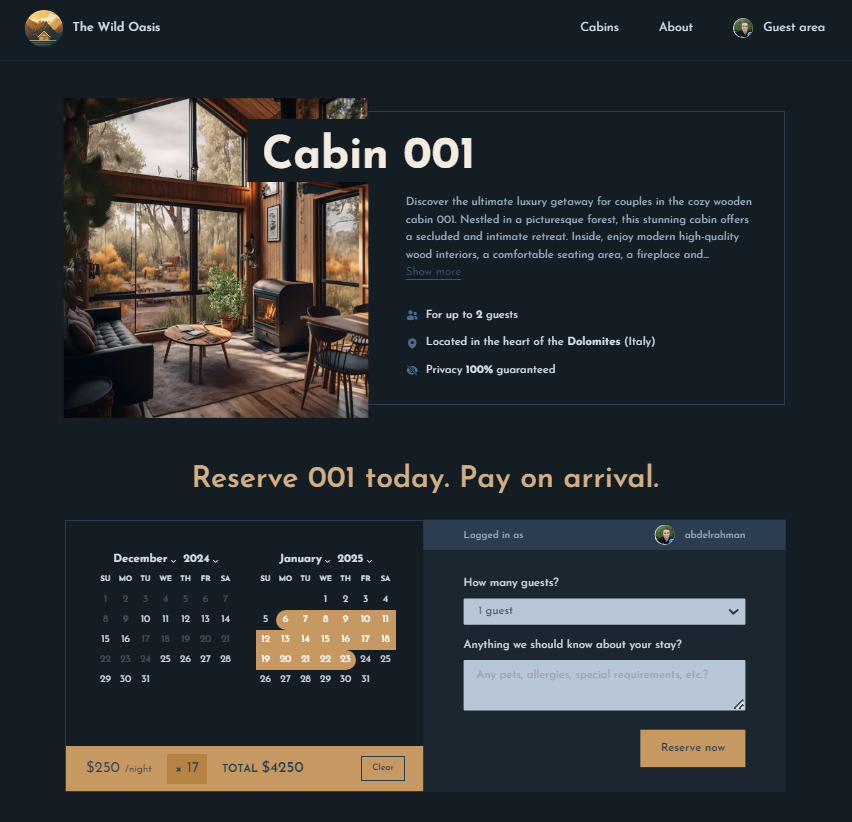 The Wild Oasis
Cabins
About
Guest area
Cabin 001
Discover the ultimate luxury getaway for couples in the cozy wooden
cabin 001. Nestled in a picturesque forest, this stunning cabin offers
a secluded and intimate retreat. Inside, enjoy modern high-quality
wood interiors, a comfortable seating area, a fireplace and...
Show more
For up to 2 guests
Located in the heart of the Dolomites (Italy)
Privacy 100% guaranteed
Reserve 001 today. Pay on arrival.
December 2024
SU MO TU WE TH FR SA
1 2 3 4 5 6 7
8 9 10 11 12 13 14
15 16 17 18 19 20 21
22 23 24 25 26 27 28
29 30 31
January 2025
SU MO TU WE TH FR SA
1 2 3 4
5 6 7 8 9 10 11
12 13 14 15 16 17 18
19 20 21 22 23 24 25
26 27 28 29 30 31
$250 /night
× 17
TOTAL $4250
Clear
Logged in as
abdelrahman
How many guests?
1 guest
Anything we should know about your stay?
Any pets, allergies, special requirements, etc.?
Reserve now